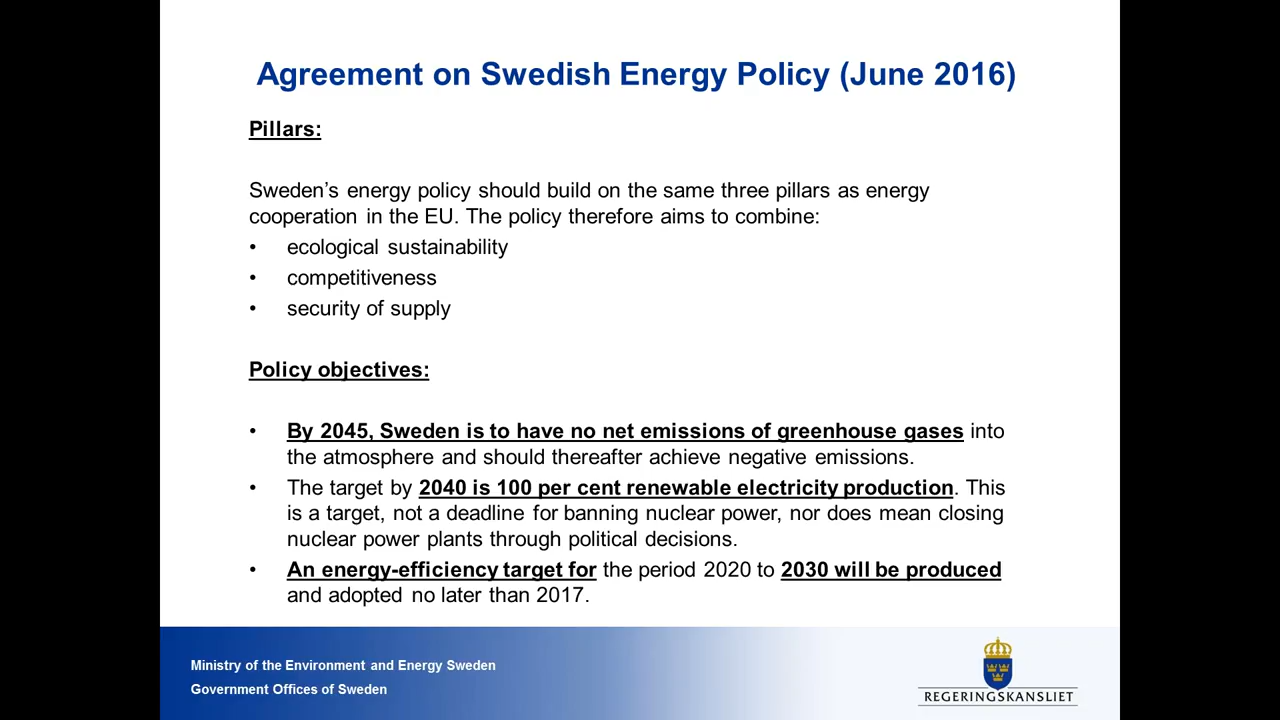 Agreement on Swedish Energy Policy (June 2016)
Pillars:
Sweden’s energy policy should build on the same three pillars as energy
cooperation in the EU. The policy therefore aims to combine:
• ecological sustainability
• competitiveness
• security of supply
Policy objectives:
• By 2045, Sweden is to have no net emissions of greenhouse gases into
the atmosphere and should thereafter achieve negative emissions.
• The target by 2040 is 100 per cent renewable electricity production. This
is a target, not a deadline for banning nuclear power, nor does mean closing
nuclear power plants through political decisions.
• An energy-efficiency target for the period 2020 to 2030 will be produced
and adopted no later than 2017.
Ministry of the Environment and Energy Sweden
Government Offices of Sweden
REGERINGSKANSLIET